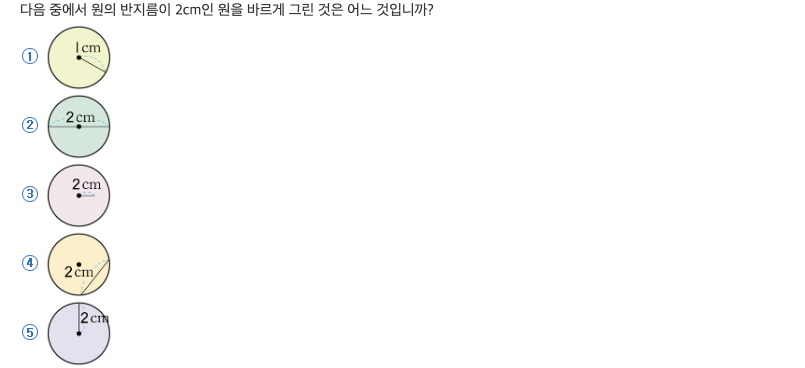 다음 중에서 원의 반지름이 2cm인 원을 바르게 그린 것은 어느 것입니까?
① 1cm
② 2cm
③ 2cm
④ 2cm
⑤ 2cm